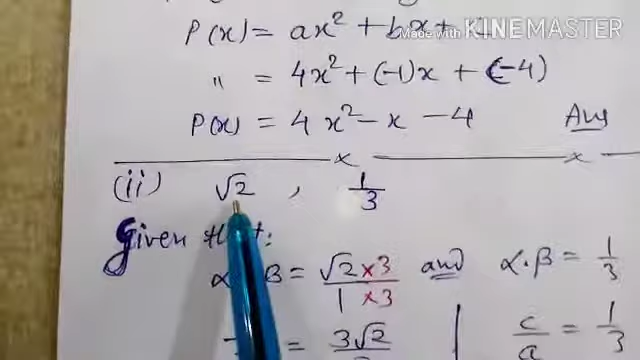 P(x) = ax² + bx +
Made with KINEMASTER
" = 4x² + (-1)x + (-4)
P(x) = 4x² - x - 4 Ans
x x
(ii) √2 , 1/3
Given
β = √2 × 3 / 1 × 3 and α.β = 1/3
= 3√2 c/a = 1/3